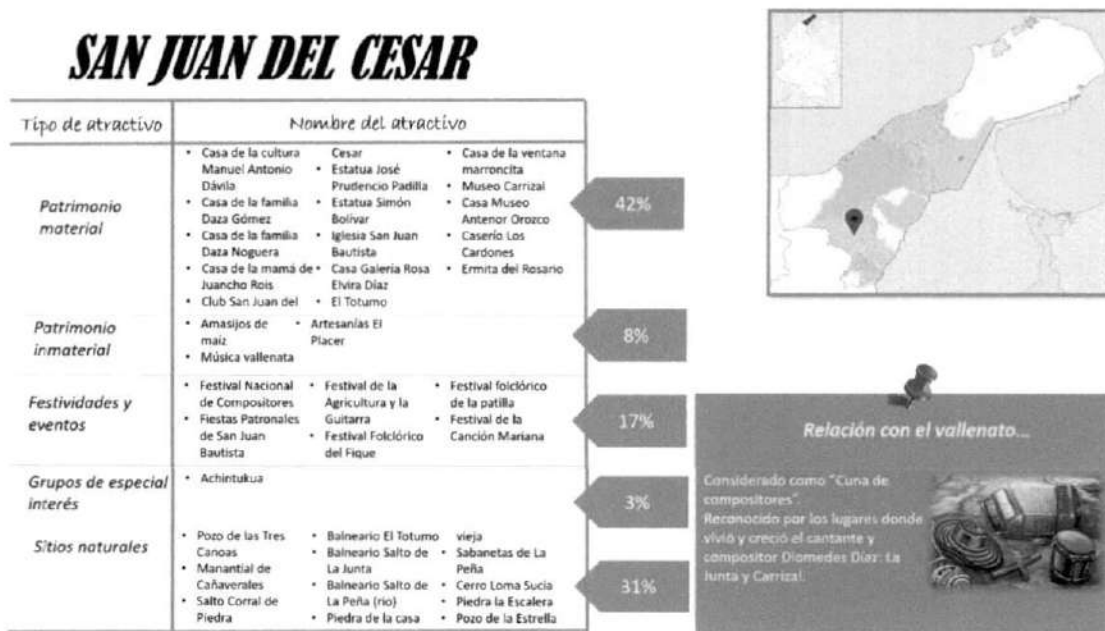 SAN JUAN DEL CESAR
Tipo de atractivo
Nombre del atractivo
Patrimonio
material
• Casa de la cultura
Manuel Antonio
Dávila
• Casa de la familia
Daza Gómez
• Casa de la familia
Daza Noguera
• Casa de la mamá de
Juancho Rois
• Club San Juan del
Cesar
• Estatua José
Prudencio Padilla
• Estatua Simón
Bolívar
• Iglesia San Juan
Bautista
• Casa Galería Rosa
Elvira Díaz
• El Totumo
• Casa de la ventana
marroncita
• Museo Carrizal
• Casa Museo
Antenor Orozco
• Caserío Los
Cardones
• Ermita del Rosario
42%
Patrimonio
inmaterial
• Amasijos de
maíz
• Música vallenata
• Artesanías El
Placer
8%
Festividades y
eventos
• Festival Nacional
de Compositores
• Fiestas Patronales
de San Juan
Bautista
• Festival de la
Agricultura y la
Guitarra
• Festival Folclórico
del Fique
• Festival folclórico
de la patilla
• Festival de la
Canción Mariana
17%
Grupos de especial
interés
• Achintukua
3%
Sitios naturales
• Pozo de las Tres
Canoas
• Manantial de
Cañaverales
• Salto Corral de
Piedra
• Balneario El Totumo
• Balneario Salto de
La Junta
• Balneario Salto de
La Peña (rio)
• Piedra de la casa
vieja
• Sabanetas de La
Peña
• Cerro Loma Sucia
• Piedra la Escalera
• Pozo de la Estrella
31%
Relación con el vallenato...
Considerado como "Cuna de
compositores".
Reconocido por los lugares donde
vivió y creció el cantante y
compositor Diomedes Díaz: La
Junta y Carrizal.